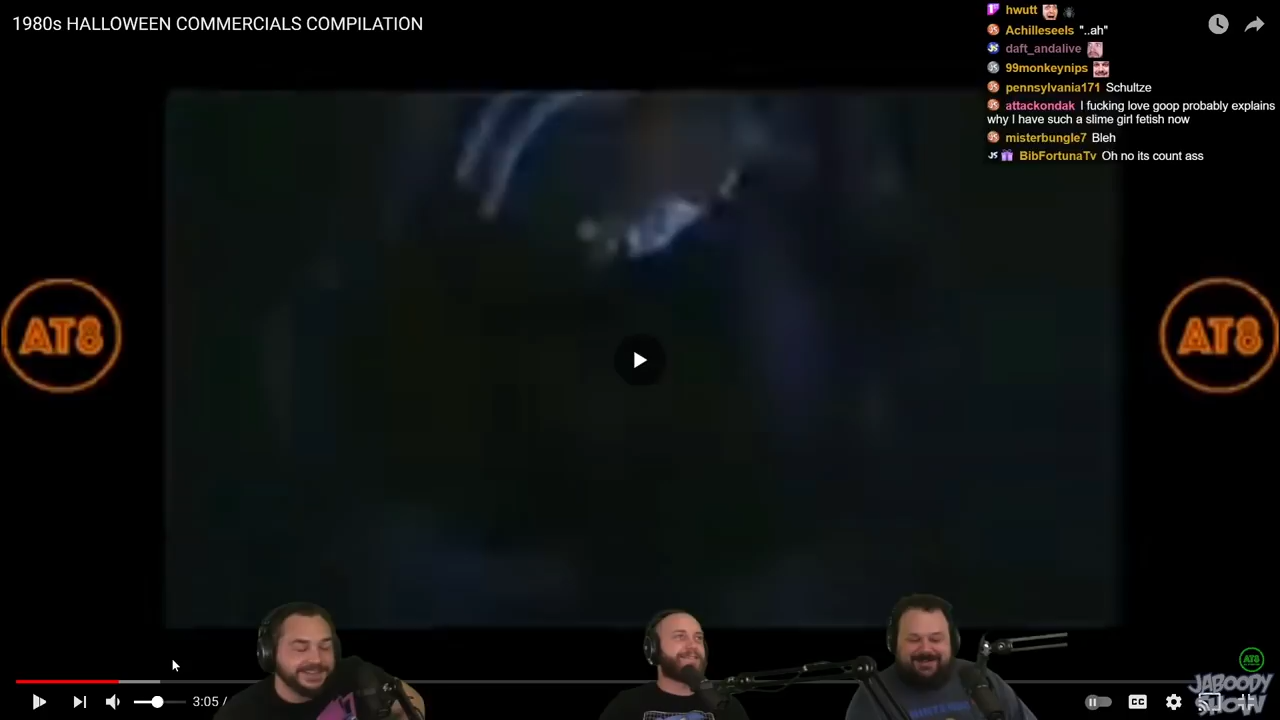 1980s HALLOWEEN COMMERCIALS COMPILATION
hwutt
Achilleseels "..ah"
daft_andalive
99monkeynips
pennsylvania171 Schultze
attackondak I fucking love goop probably explains
why I have such a slime girl fetish now
misterbungle7 Bleh
BibFortunaTv Oh no its count ass
AT8
AT8
AT8
3:05 /
CC
JABOODY
SHOW